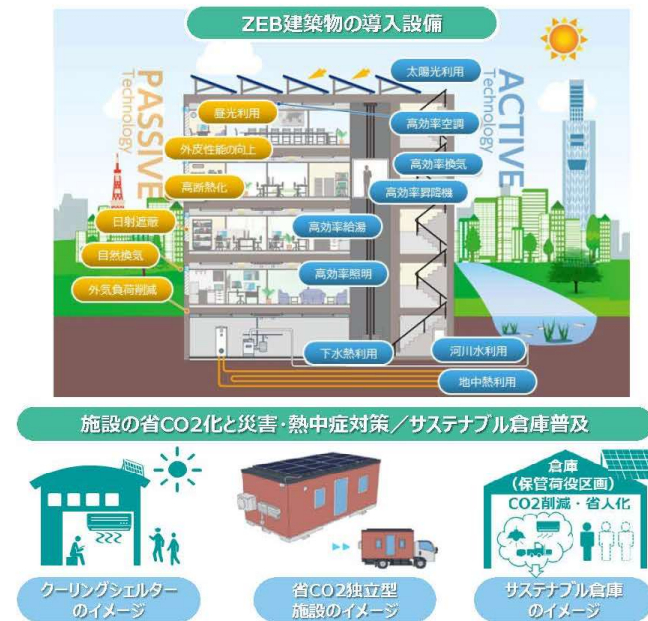 ZEB建築物の導入設備
PASSIVE
Technology
ACTIVE
Technology
太陽光利用
昼光利用
高効率空調
外皮性能の向上
高効率換気
高断熱化
高効率昇降機
日射遮蔽
高効率給湯
自然換気
高効率照明
外気負荷削減
下水熱利用
河川水利用
地中熱利用
施設の省CO2化と災害・熱中症対策／サステナブル倉庫普及
倉庫
（保管荷役区画）
CO2削減・省人化
クーリングシェルター
のイメージ
省CO2独立型
施設のイメージ
サステナブル倉庫
のイメージ